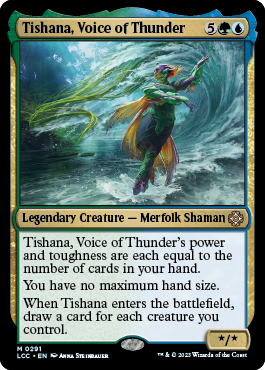 Tishana, Voice of Thunder 5
Legendary Creature — Merfolk Shaman
Tishana, Voice of Thunder's power
and toughness are each equal to the
number of cards in your hand.
You have no maximum hand size.
When Tishana enters the battlefield,
draw a card for each creature you
control.
*/*
M 0291
LCC • EN Anna Steinbauer ™ & © 2023 Wizards of the Coast